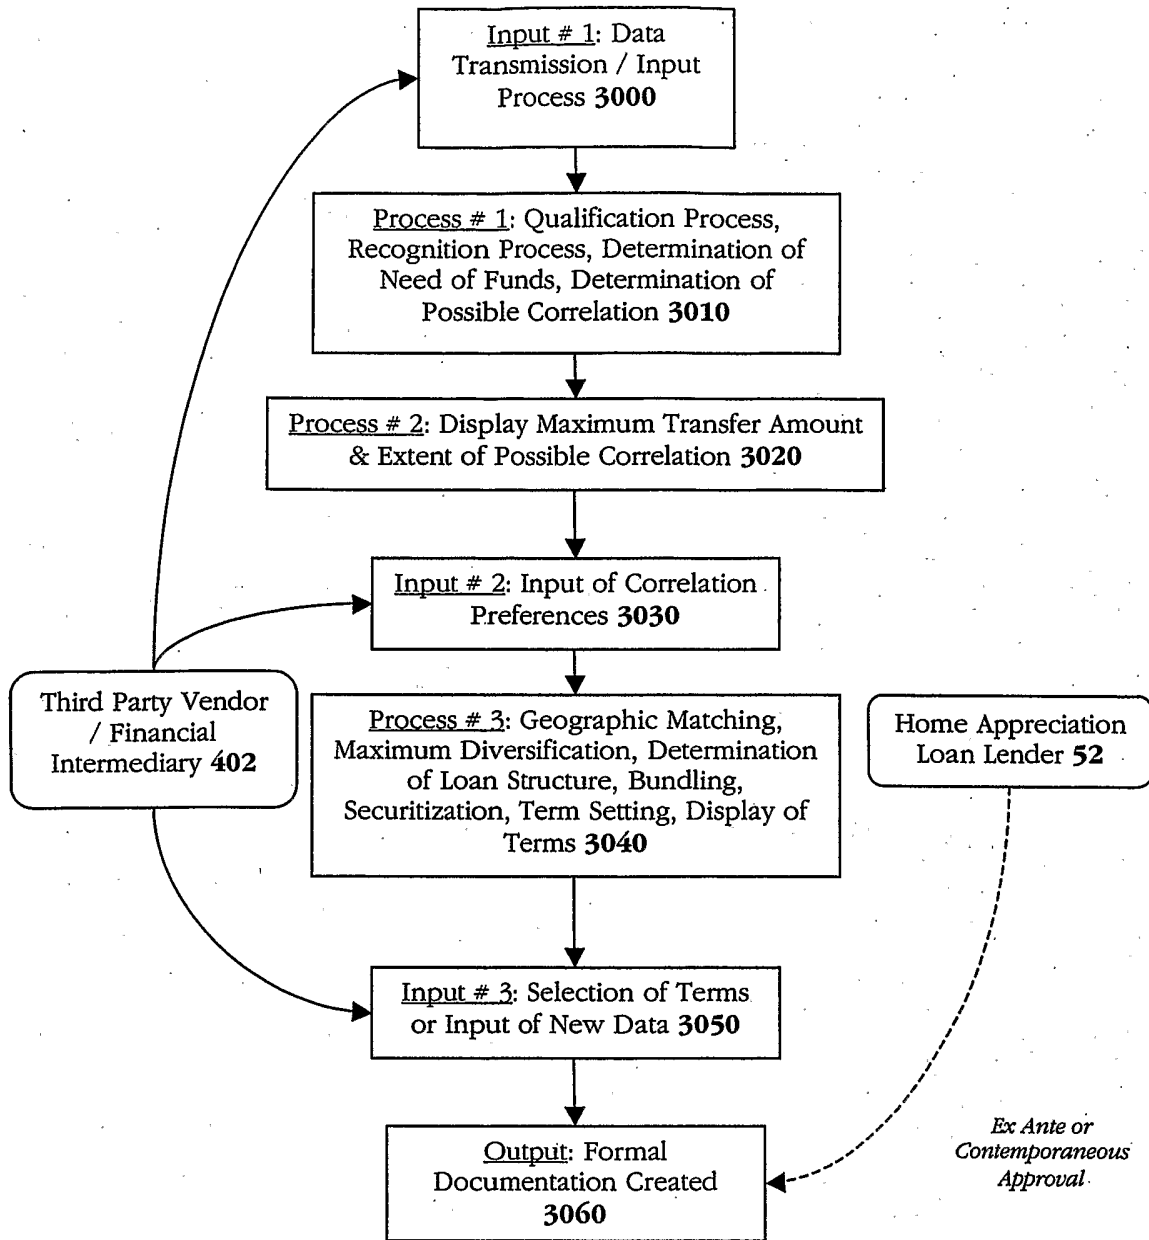 Input # 1: Data
Transmission / Input
Process 3000
Process # 1: Qualification Process,
Recognition Process, Determination of
Need of Funds, Determination of
Possible Correlation 3010
Process # 2: Display Maximum Transfer Amount
& Extent of Possible Correlation 3020
Input # 2: Input of Correlation
Preferences 3030
Third Party Vendor
/ Financial
Intermediary 402
Process # 3: Geographic Matching,
Maximum Diversification, Determination
of Loan Structure, Bundling,
Securitization, Term Setting, Display of
Terms 3040
Home Appreciation
Loan Lender 52
Input # 3: Selection of Terms
or Input of New Data 3050
Output: Formal
Documentation Created
3060
Ex Ante or
Contemporaneous
Approval